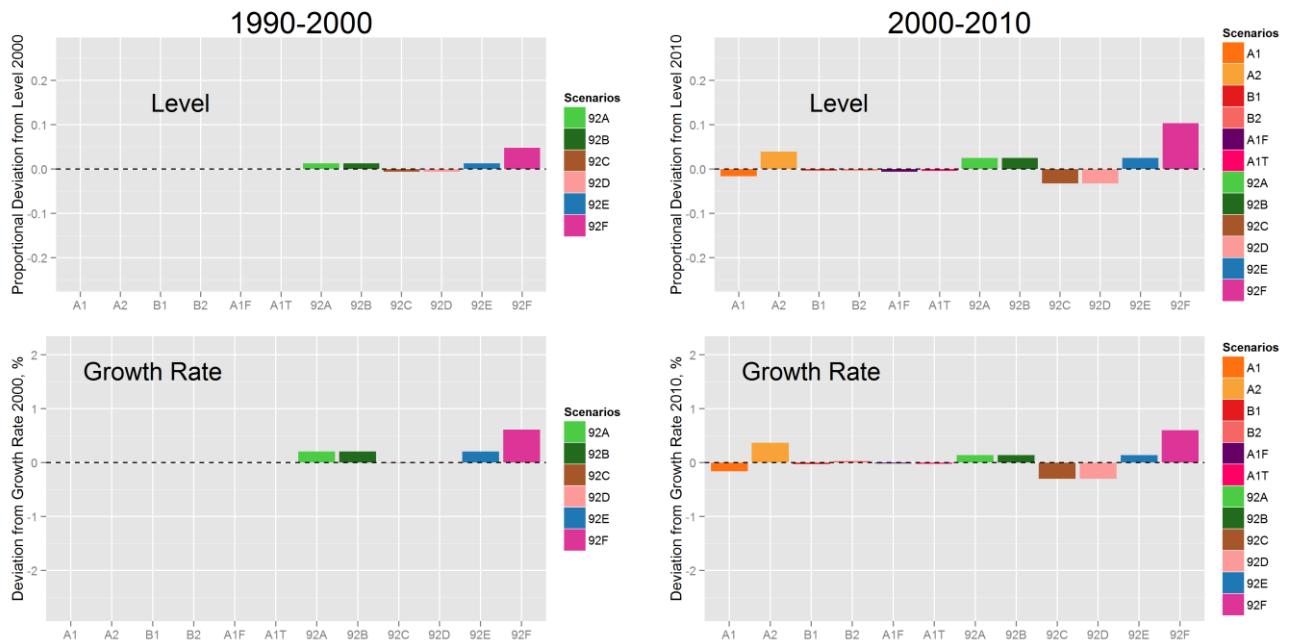 1990-2000
Proportional Deviation from Level 2000
0.2
0.1
0.0
-0.1
-0.2
Level
A1 A2 B1 B2 A1F A1T 92A 92B 92C 92D 92E 92F
Scenarios
92A
92B
92C
92D
92E
92F
2000-2010
Proportional Deviation from Level 2010
0.2
0.1
0.0
-0.1
-0.2
Level
A1 A2 B1 B2 A1F A1T 92A 92B 92C 92D 92E 92F
Scenarios
A1
A2
B1
B2
A1F
A1T
92A
92B
92C
92D
92E
92F
Deviation from Growth Rate 2000, %
2
1
0
-1
-2
Growth Rate
A1 A2 B1 B2 A1F A1T 92A 92B 92C 92D 92E 92F
Scenarios
92A
92B
92C
92D
92E
92F
Deviation from Growth Rate 2010, %
2
1
0
-1
-2
Growth Rate
A1 A2 B1 B2 A1F A1T 92A 92B 92C 92D 92E 92F
Scenarios
A1
A2
B1
B2
A1F
A1T
92A
92B
92C
92D
92E
92F